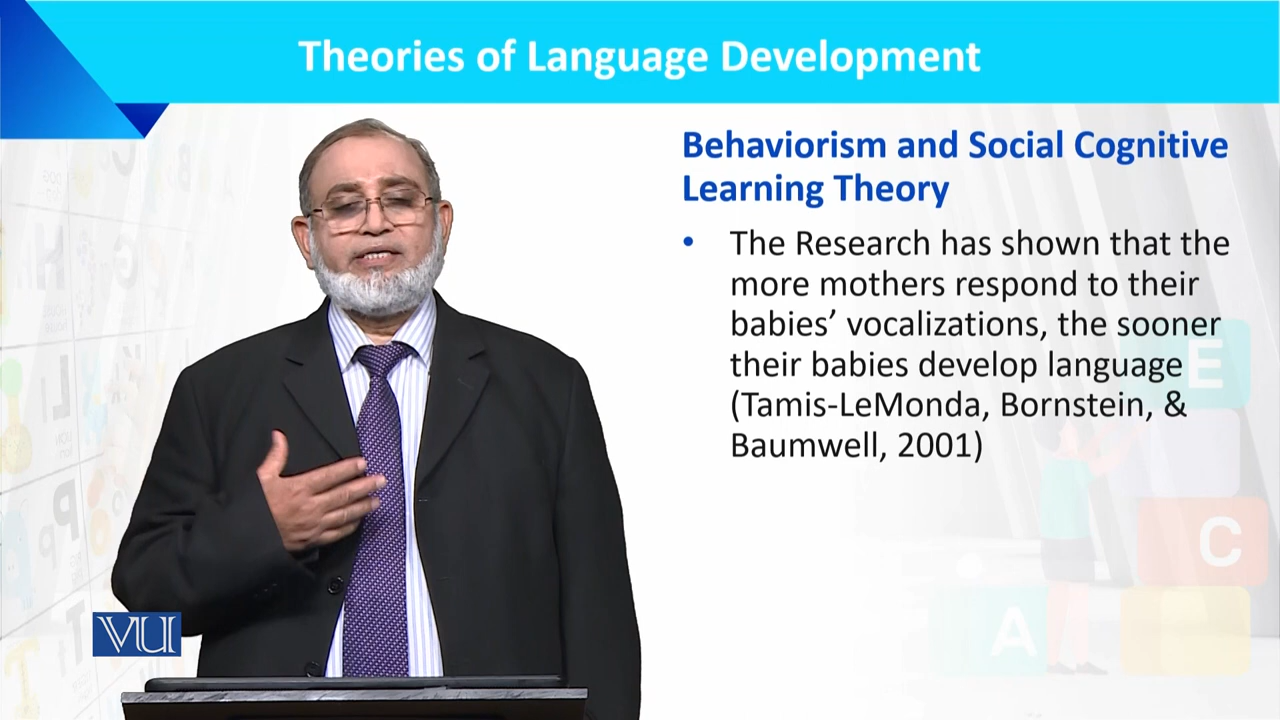 Theories of Language Development
Behaviorism and Social Cognitive
Learning Theory
• The Research has shown that the
more mothers respond to their
babies’ vocalizations, the sooner
their babies develop language
(Tamis-LeMonda, Bornstein, &
Baumwell, 2001)
E
C
A
VU